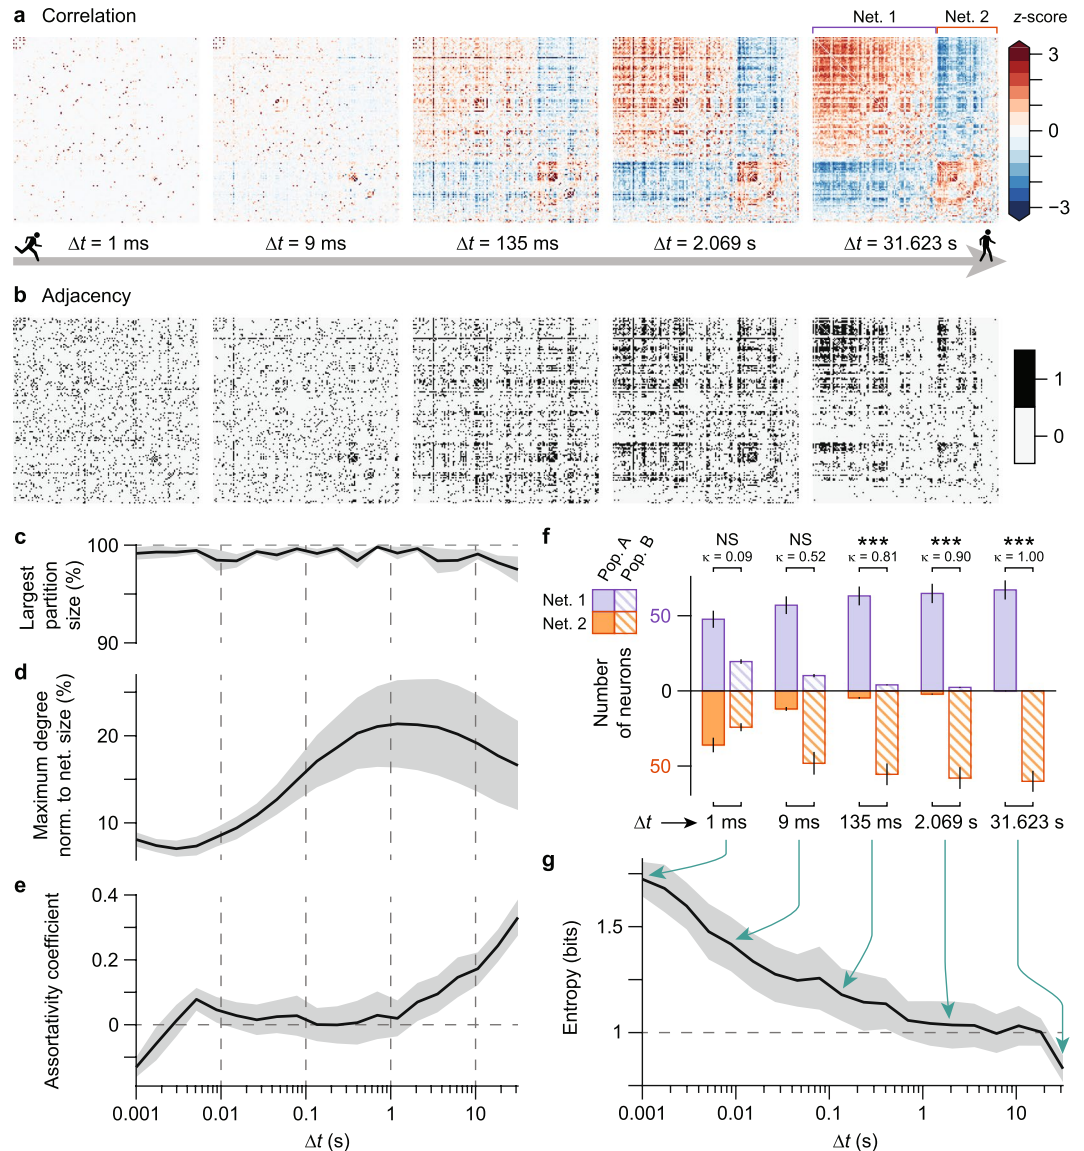 a Correlation
Net. 1 Net. 2 z-score
3
0
−3
Δt = 1 ms Δt = 9 ms Δt = 135 ms Δt = 2.069 s Δt = 31.623 s
b Adjacency
1
0
c
100
90
Largest
partition
size (%)
d
20
10
Maximum degree
norm. to net. size (%)
e
0.4
0.2
0
Assortativity coefficient
0.001 0.01 0.1 1 10
Δt (s)
f
Pop. A
Pop. B
Net. 1
Net. 2
NS NS *** *** ***
κ = 0.09 κ = 0.52 κ = 0.81 κ = 0.90 κ = 1.00
50
0
50
Number
of neurons
Δt 1 ms 9 ms 135 ms 2.069 s 31.623 s
g
1.5
1
Entropy (bits)
0.001 0.01 0.1 1 10
Δt (s)